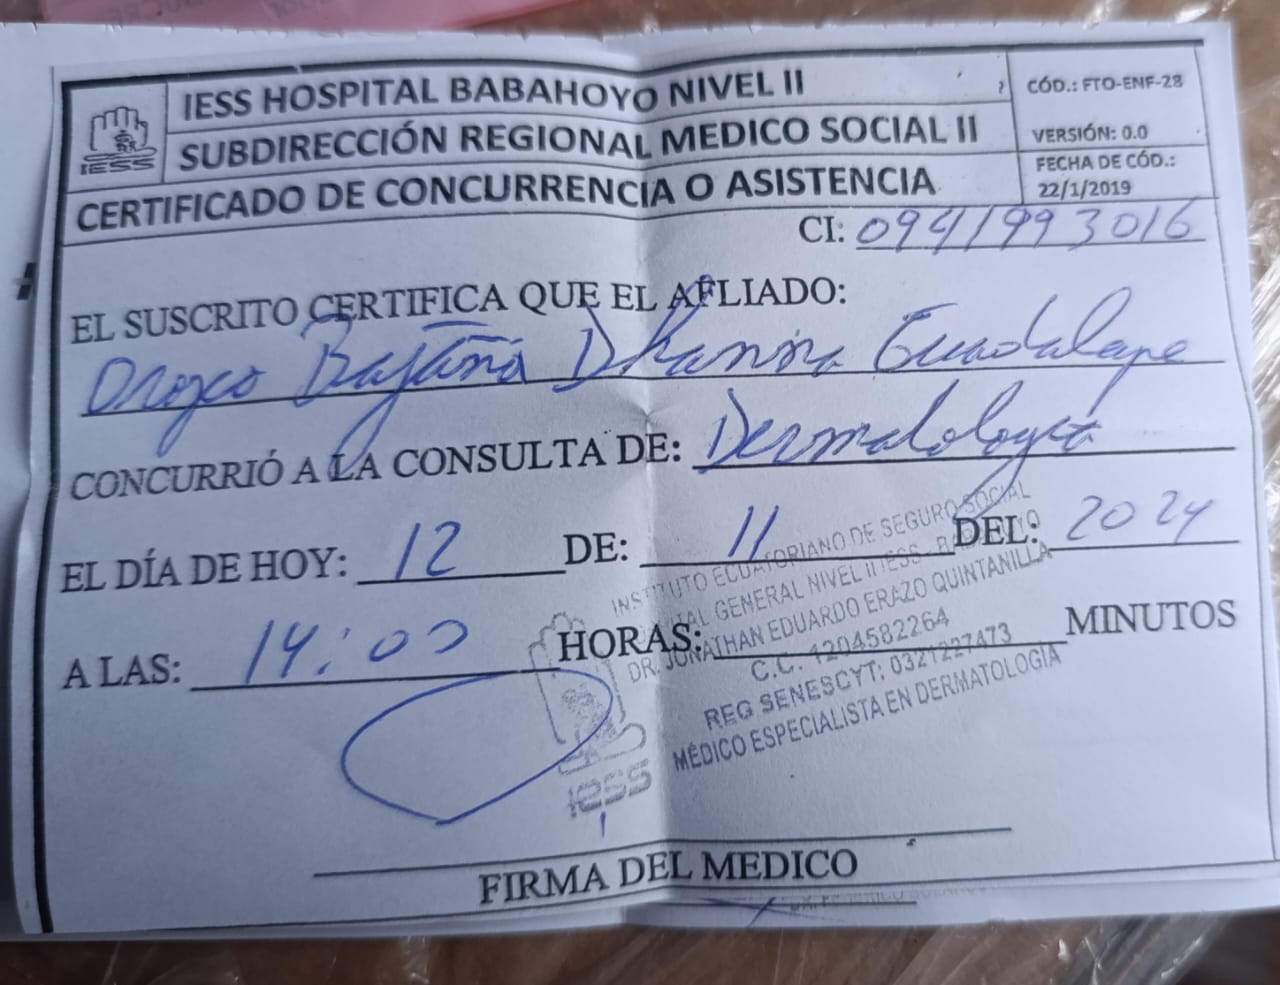 IESS HOSPITAL BABAHOYO NIVEL II
SUBDIRECCIÓN REGIONAL MEDICO SOCIAL II
CERTIFICADO DE CONCURRENCIA O ASISTENCIA
IESS
CÓD.: FTO-ENF-28
VERSIÓN: 0.0
FECHA DE CÓD.:
22/1/2019
CI: 0941993016
EL SUSCRITO CERTIFICA QUE EL AFLIADO:
Orozco Bajaña Dhanna Guadalupe
CONCURRIÓ A LA CONSULTA DE: Dermatología
EL DÍA DE HOY: 12 DE: 11 DEL: 2024
A LAS: 14:00 HORAS: MINUTOS
INSTITUTO ECUATORIANO DE SEGURO SOCIAL
GENERAL NIVEL II IESS
DR. JONATHAN EDUARDO ERAZO QUINTANILLA
C.C. 1204582264
REG SENESCYT: 0321227473
MÉDICO ESPECIALISTA EN DERMATOLOGÍA
IESS
FIRMA DEL MEDICO